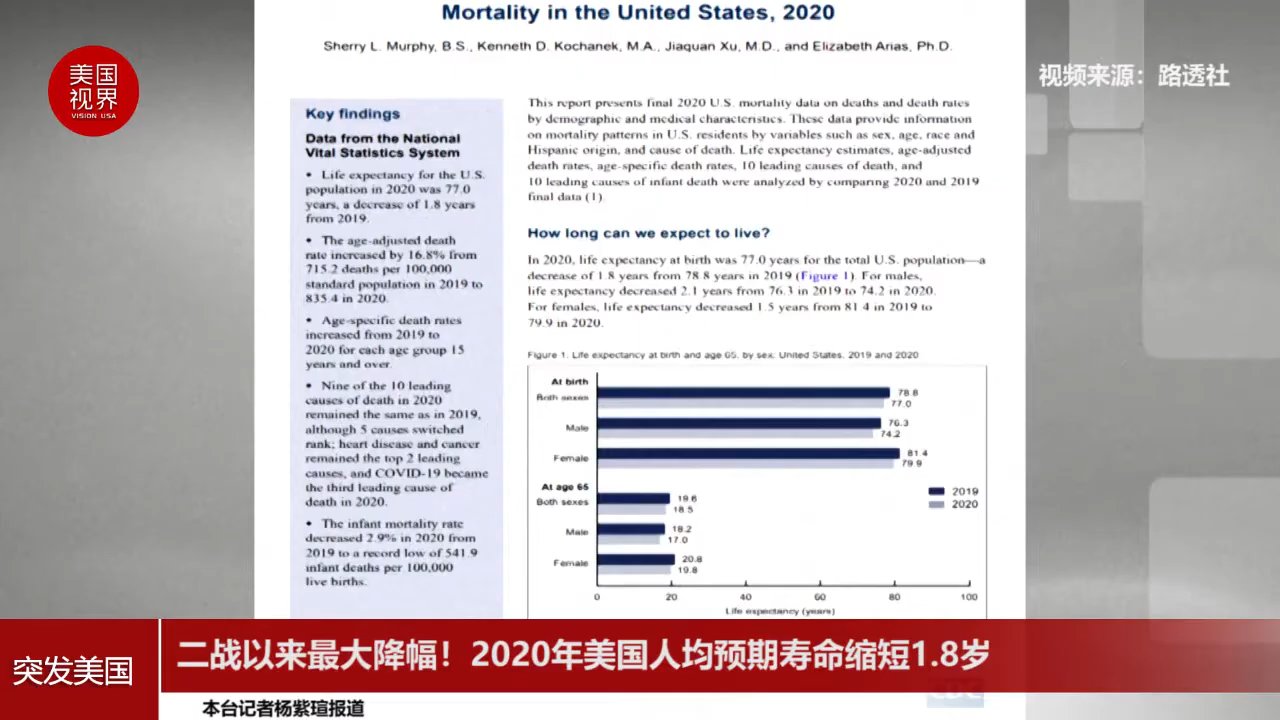 Mortality in the United States, 2020
Sherry L. Murphy, B.S., Kenneth D. Kochanek, M.A., Jiaquan Xu, M.D., and Elizabeth Arias, Ph.D.
美国
视界
VISION USA
视频来源：路透社
Key findings
Data from the National
Vital Statistics System
• Life expectancy for the U.S.
population in 2020 was 77.0
years, a decrease of 1.8 years
from 2019.
• The age-adjusted death
rate increased by 16.8% from
715.2 deaths per 100,000
standard population in 2019 to
835.4 in 2020.
• Age-specific death rates
increased from 2019 to
2020 for each age group 15
years and over.
• Nine of the 10 leading
causes of death in 2020
remained the same as in 2019,
although 5 causes switched
rank; heart disease and cancer
remained the top 2 leading
causes, and COVID-19 became
the third leading cause of
death in 2020.
• The infant mortality rate
decreased 2.9% in 2020 from
2019 to a record low of 541.9
infant deaths per 100,000
live births.
This report presents final 2020 U.S. mortality data on deaths and death rates
by demographic and medical characteristics. These data provide information
on mortality patterns in U.S. residents by variables such as sex, age, race and
Hispanic origin, and cause of death. Life expectancy estimates, age-adjusted
death rates, age-specific death rates, 10 leading causes of death, and
10 leading causes of infant death were analyzed by comparing 2020 and 2019
final data (1).
How long can we expect to live?
In 2020, life expectancy at birth was 77.0 years for the total U.S. population—a
decrease of 1.8 years from 78.8 years in 2019 (Figure 1). For males,
life expectancy decreased 2.1 years from 76.3 in 2019 to 74.2 in 2020.
For females, life expectancy decreased 1.5 years from 81.4 in 2019 to
79.9 in 2020.
Figure 1. Life expectancy at birth and age 65, by sex: United States, 2019 and 2020
At birth
Both sexes 78.8
77.0
Male 76.3
74.2
Female 81.4
79.9
At age 65
Both sexes 19.6
18.5
Male 18.2
17.0
Female 20.8
19.8
2019
2020
0 20 40 60 80 100
Life expectancy (years)
突发美国
二战以来最大降幅！2020年美国人均预期寿命缩短1.8岁
本台记者杨紫瑄报道
CDC